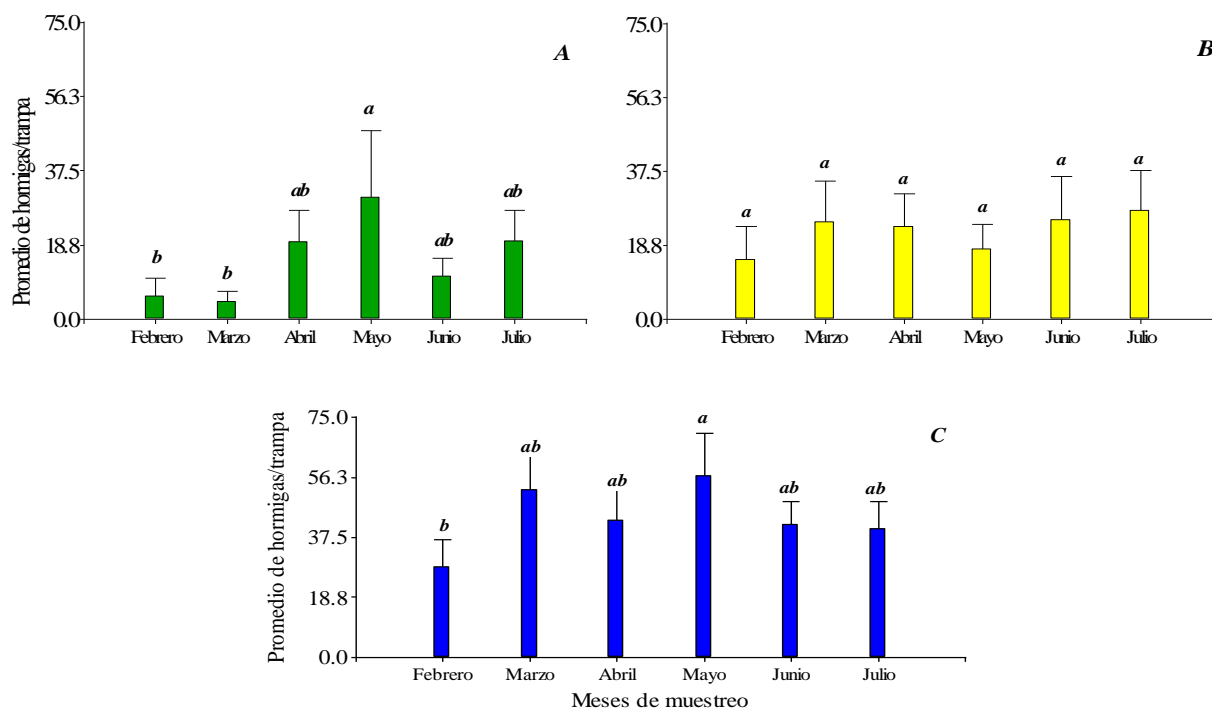 75.0
A
56.3
a
37.5
ab
ab
ab
18.8
b
b
0.0
Febrero Marzo Abril Mayo Junio Julio
Promedio de hormigas/trampa
75.0
B
56.3
37.5
a a a a a a
18.8
0.0
Febrero Marzo Abril Mayo Junio Julio
75.0
C
a
ab
56.3
ab
ab
ab
b
37.5
18.8
0.0
Febrero Marzo Abril Mayo Junio Julio
Promedio de hormigas/trampa
Meses de muestreo